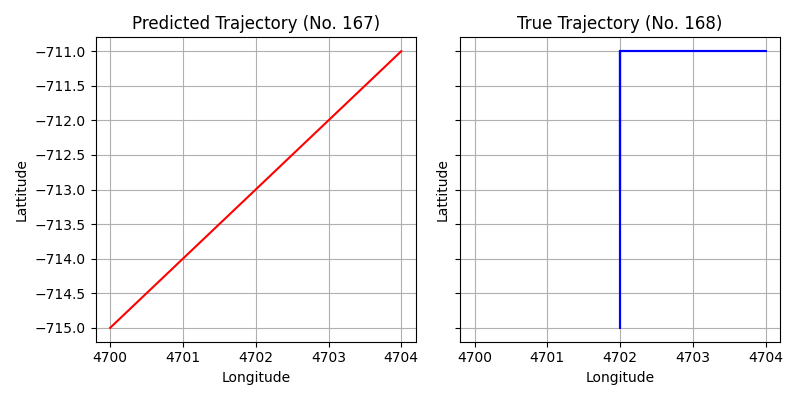 Predicted Trajectory (No. 167)
True Trajectory (No. 168)
−711.0
−711.5
−712.0
−712.5
−713.0
−713.5
−714.0
−714.5
−715.0
Lattitude
Lattitude
4700 4701 4702 4703 4704
4700 4701 4702 4703 4704
Longitude
Longitude